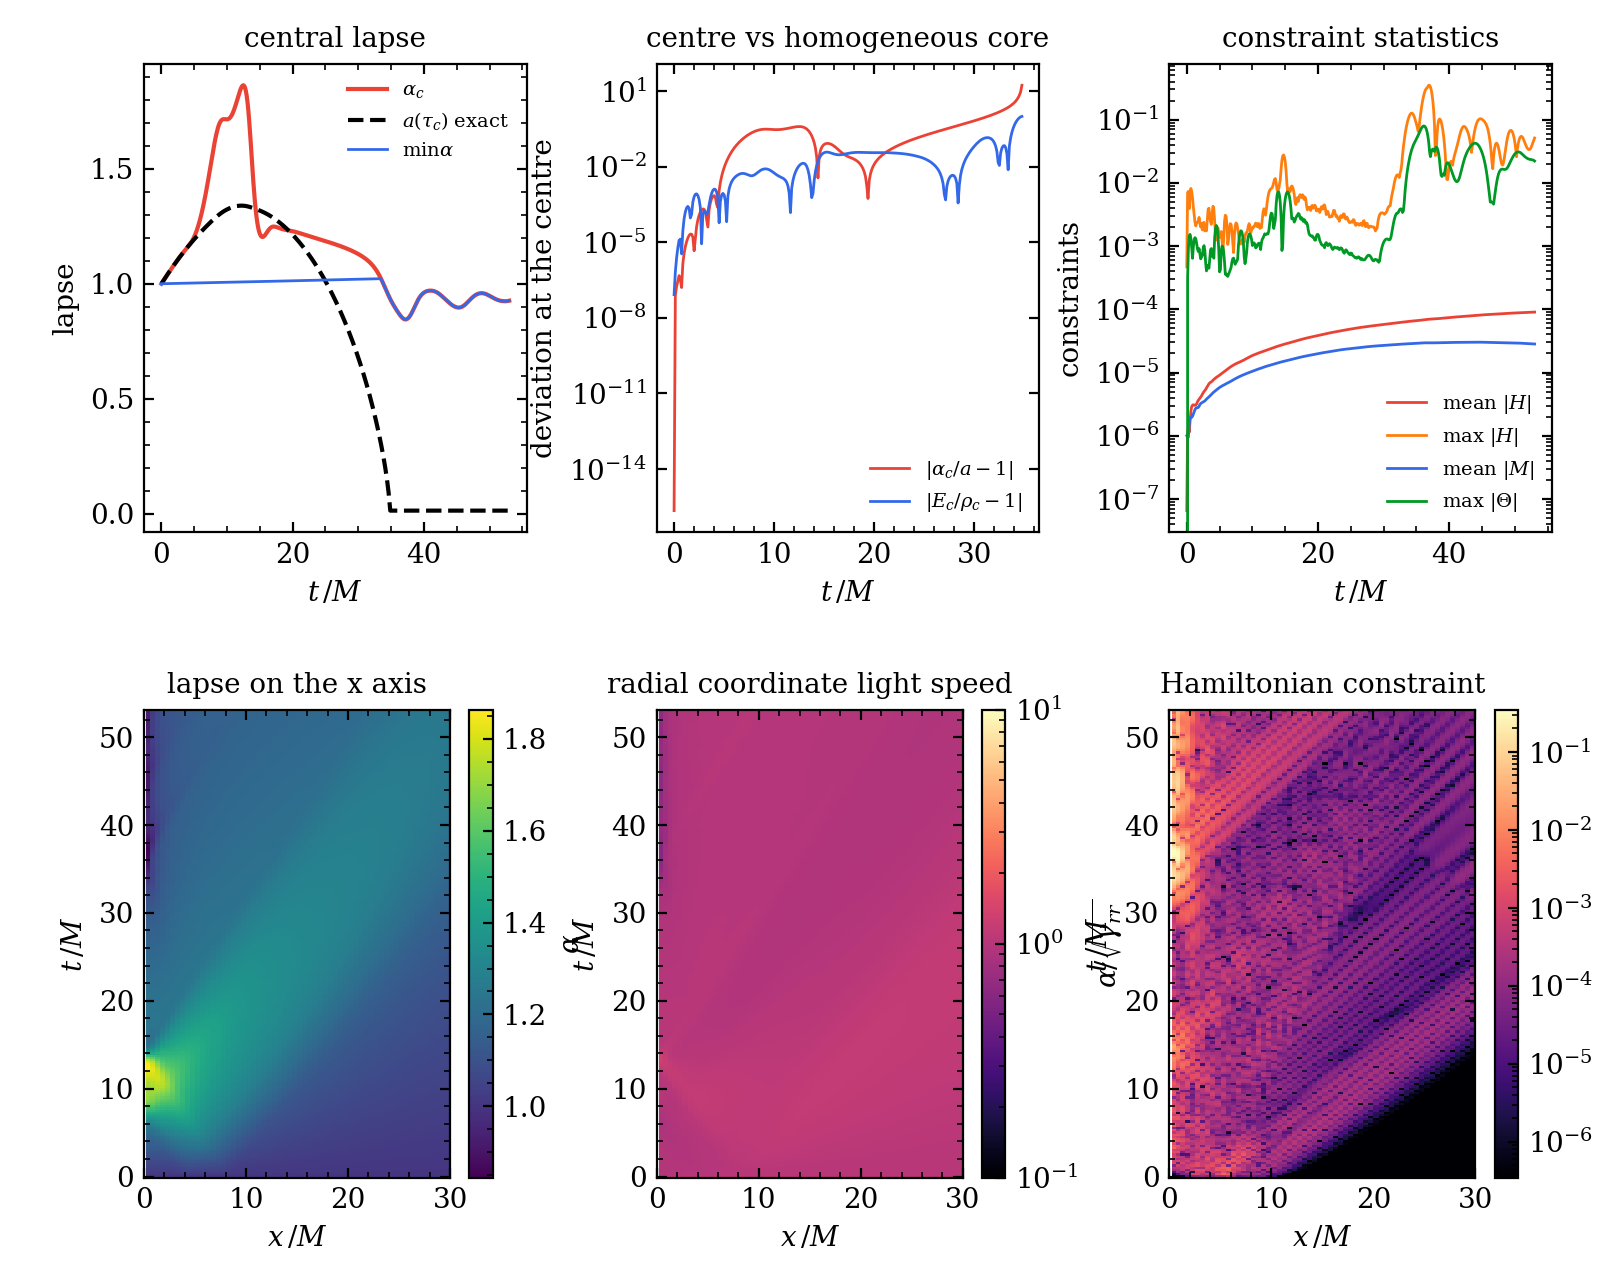 central lapse
centre vs homogeneous core
constraint statistics
α_c
a(τ_c) exact
minα
1.5
1.0
0.5
0.0
lapse
0
20
40
t/M
10^1
10^−2
10^−5
10^−8
10^−11
10^−14
deviation at the centre
|α_c/a − 1|
|E_c/ρ_c − 1|
0
10
20
30
t/M
10^−1
10^−2
10^−3
10^−4
10^−5
10^−6
10^−7
constraints
mean |H|
max |H|
mean |M|
max |Θ|
0
20
40
t/M
lapse on the x axis
radial coordinate light speed
Hamiltonian constraint
50
40
30
20
10
0
t/M
0
10
20
30
x/M
1.8
1.6
1.4
1.2
1.0
α
50
40
30
20
10
0
t/M
0
10
20
30
x/M
10^1
10^0
10^−1
α/√γ_rr
50
40
30
20
10
0
t/M
0
10
20
30
x/M
10^−1
10^−2
10^−3
10^−4
10^−5
10^−6